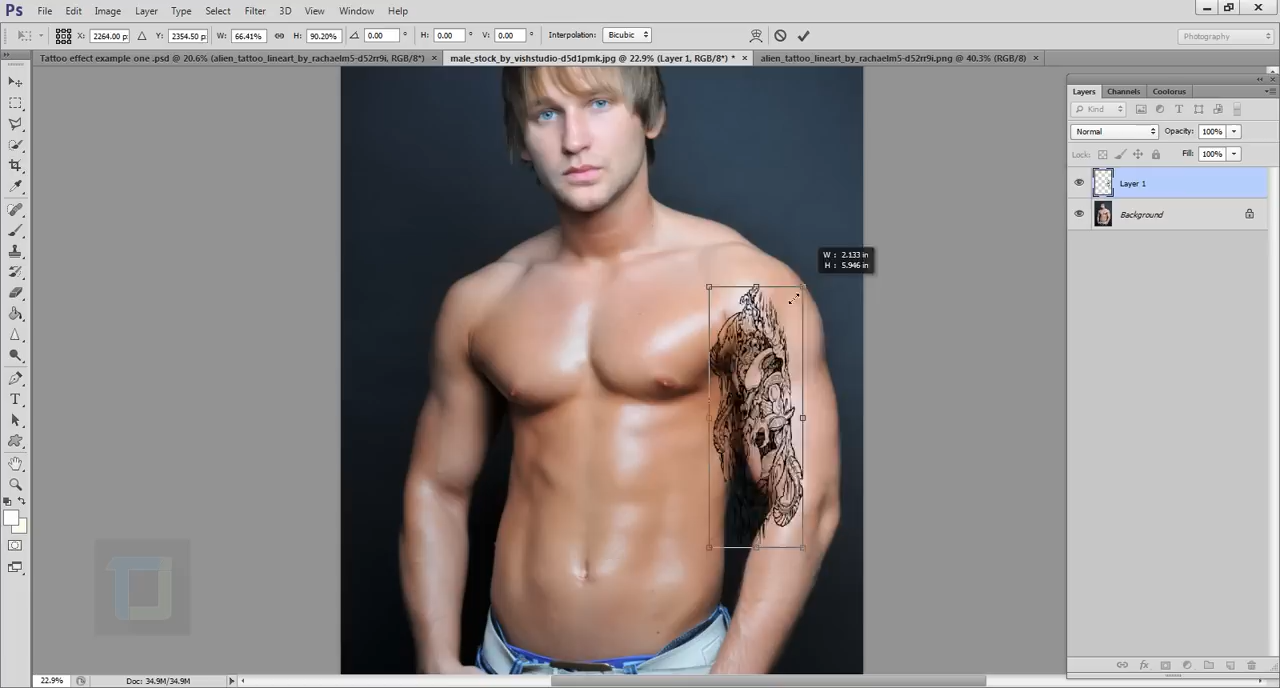 Ps File Edit Image Layer Type Select Filter 3D View Window Help
X: 2264.00 p: Y: 2354.50 p: W: 66.41% H: 90.20% 0.00 ° H: 0.00 ° V: 0.00 ° Interpolation: Bicubic Photography
Tattoo effect example one .psd @ 20.6% (alien_tattoo_lineart_by_rachaelm5-d52rr9i, RGB/8*) × male_stock_by_vishstudio-d5d1pmk.jpg @ 22.9% (Layer 1, RGB/8*) * × alien_tattoo_lineart_by_rachaelm5-d52rr9i.png @ 40.3% (RGB/8) ×
Layers Channels Coolorus
Kind
Normal Opacity: 100%
Lock: Fill: 100%
Layer 1
Background
W: 2.133 in
H: 5.946 in
T
22.9% Doc: 34.9M/34.9M